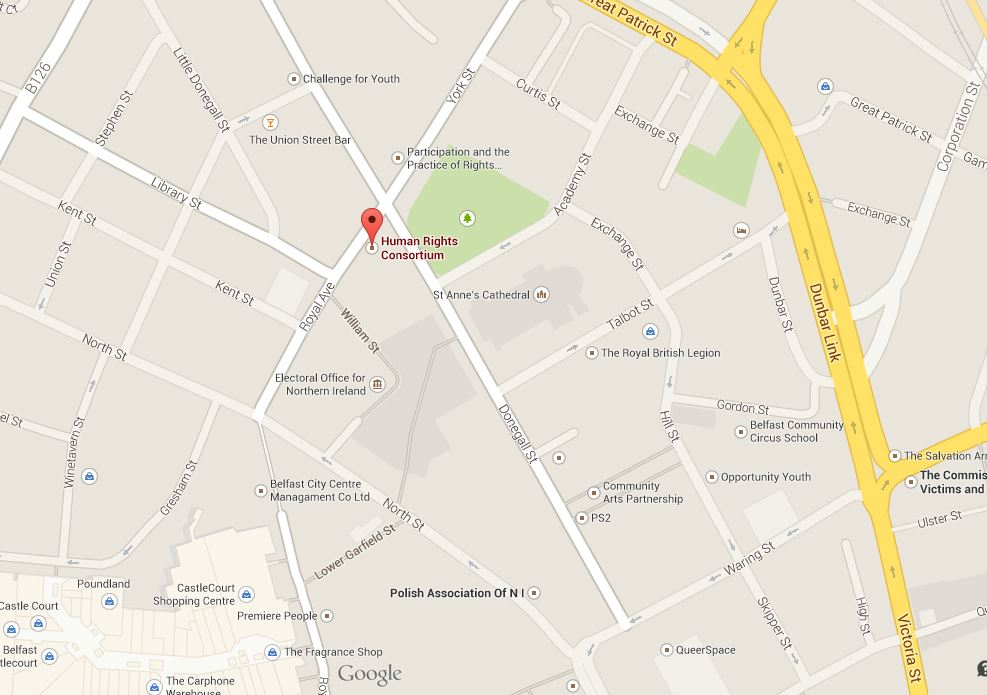 Great Patrick St
B126
Little Donegall St
Challenge for Youth
York St
Curtis St
Stephen St
Exchange St
Great Patrick St
Corporation St
The Union Street Bar
Participation and the
Practice of Rights...
Library St
Academy St
Kent St
Exchange St
Exchange St
Human Rights
Consortium
Union St
Kent St
Royal Ave
St Anne's Cathedral
Talbot St
Dunbar St
Dunbar Link
William St
North St
The Royal British Legion
Electoral Office for
Northern Ireland
Gordon St
Donegall St
Hill St
Belfast Community
Circus School
Winetavern St
The Salvation Arm
Gresham St
Opportunity Youth
The Commis
Victims and
Belfast City Centre
Managament Co Ltd
Community
Arts Partnership
North St
PS2
Ulster St
Lower Garfield St
Waring St
Poundland
CastleCourt
Shopping Centre
Polish Association Of N I
Castle Court
Premiere People
Skipper St
High St
Victoria St
Belfast
tlecourt
The Fragrance Shop
QueerSpace
Google
The Carphone
Warehouse